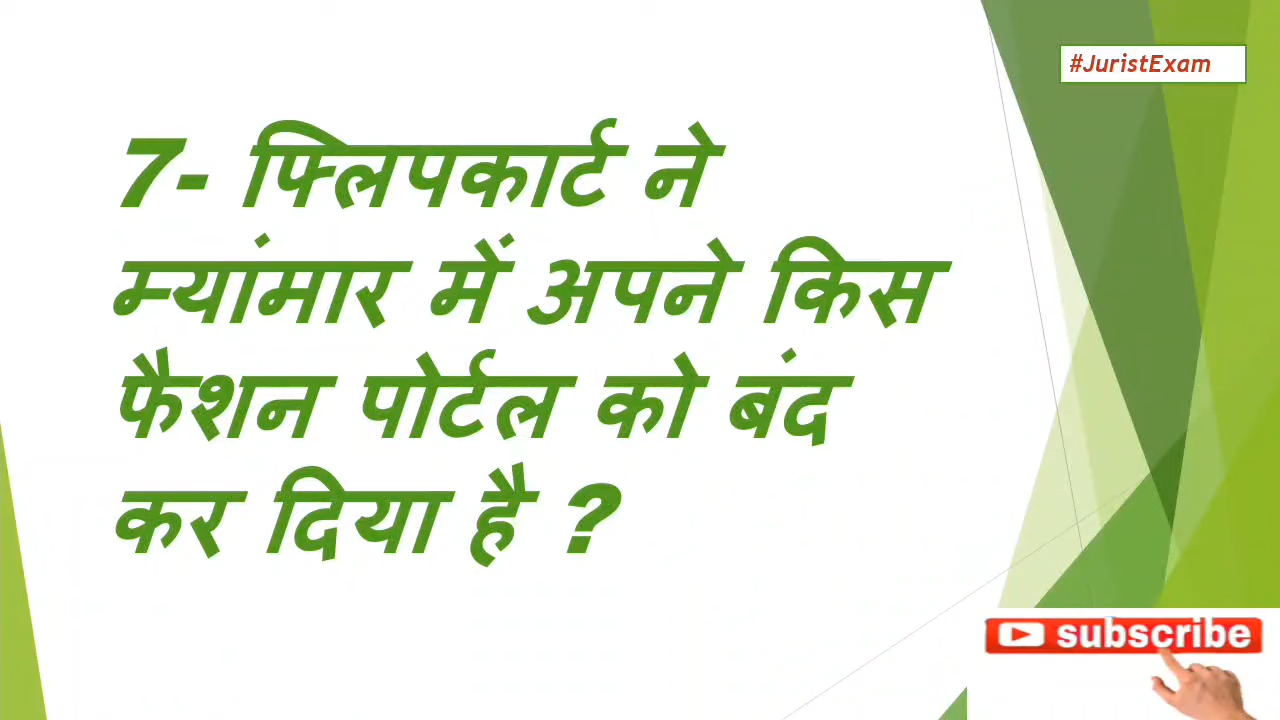 #JuristExam
7- फ्लिपकार्ट ने
म्यांमार में अपने किस
फैशन पोर्टल को बंद
कर दिया है ?
subscribe